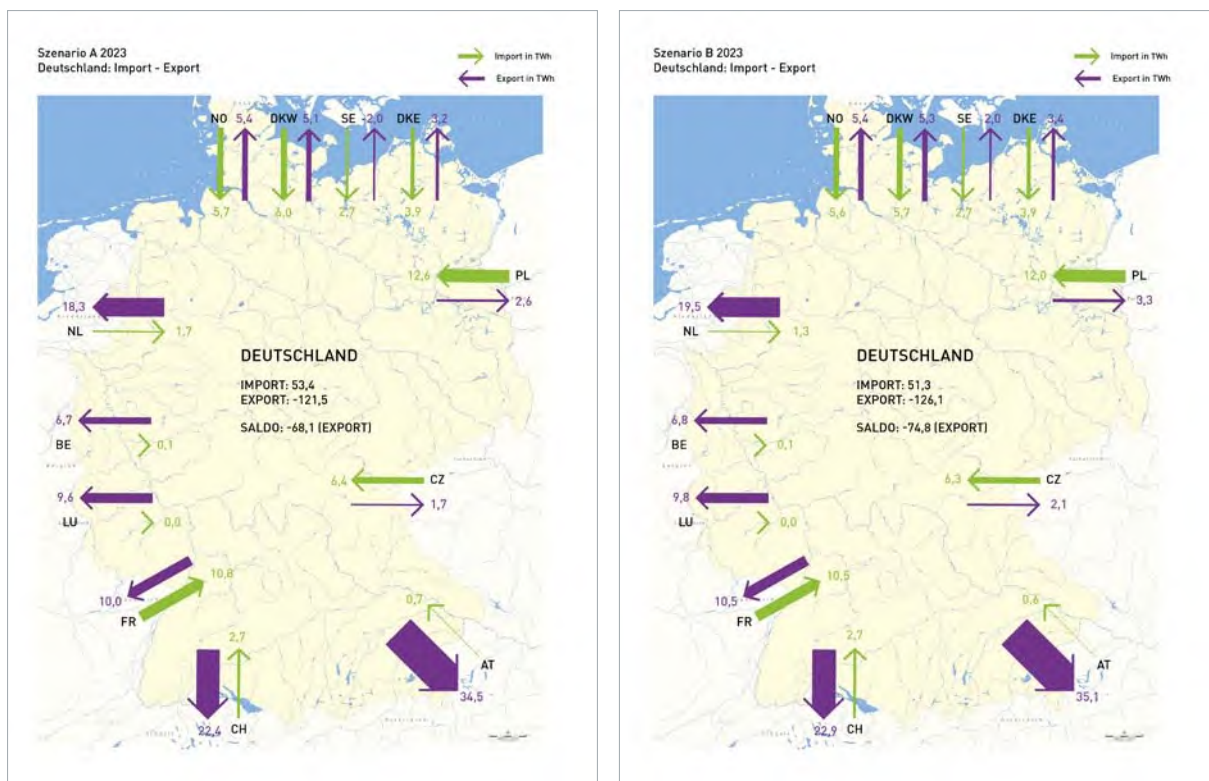 Szenario A 2023
Deutschland: Import - Export
Import in TWh
Export in TWh
NO 5,4 DKW 5,1 SE -2,0 DKE 3,2
5,7 6,0 2,7 3,9
12,6 PL
2,6
18,3
NL 1,7
DEUTSCHLAND
IMPORT: 53,4
EXPORT: -121,5
SALDO: -68,1 (EXPORT)
6,7
BE 0,1
6,4 CZ
1,7
9,6
LU 0,0
10,8
10,0
FR
0,7
AT
34,5
2,7
22,4 CH
Szenario B 2023
Deutschland: Import - Export
Import in TWh
Export in TWh
NO 5,4 DKW 5,3 SE -2,0 DKE 3,4
5,6 5,7 2,7 3,9
12,0 PL
3,3
19,5
NL 1,3
DEUTSCHLAND
IMPORT: 51,3
EXPORT: -126,1
SALDO: -74,8 (EXPORT)
6,8
BE 0,1
6,3 CZ
2,1
9,8
LU 0,0
10,5
10,5
FR
0,6
AT
35,1
2,7
22,9 CH